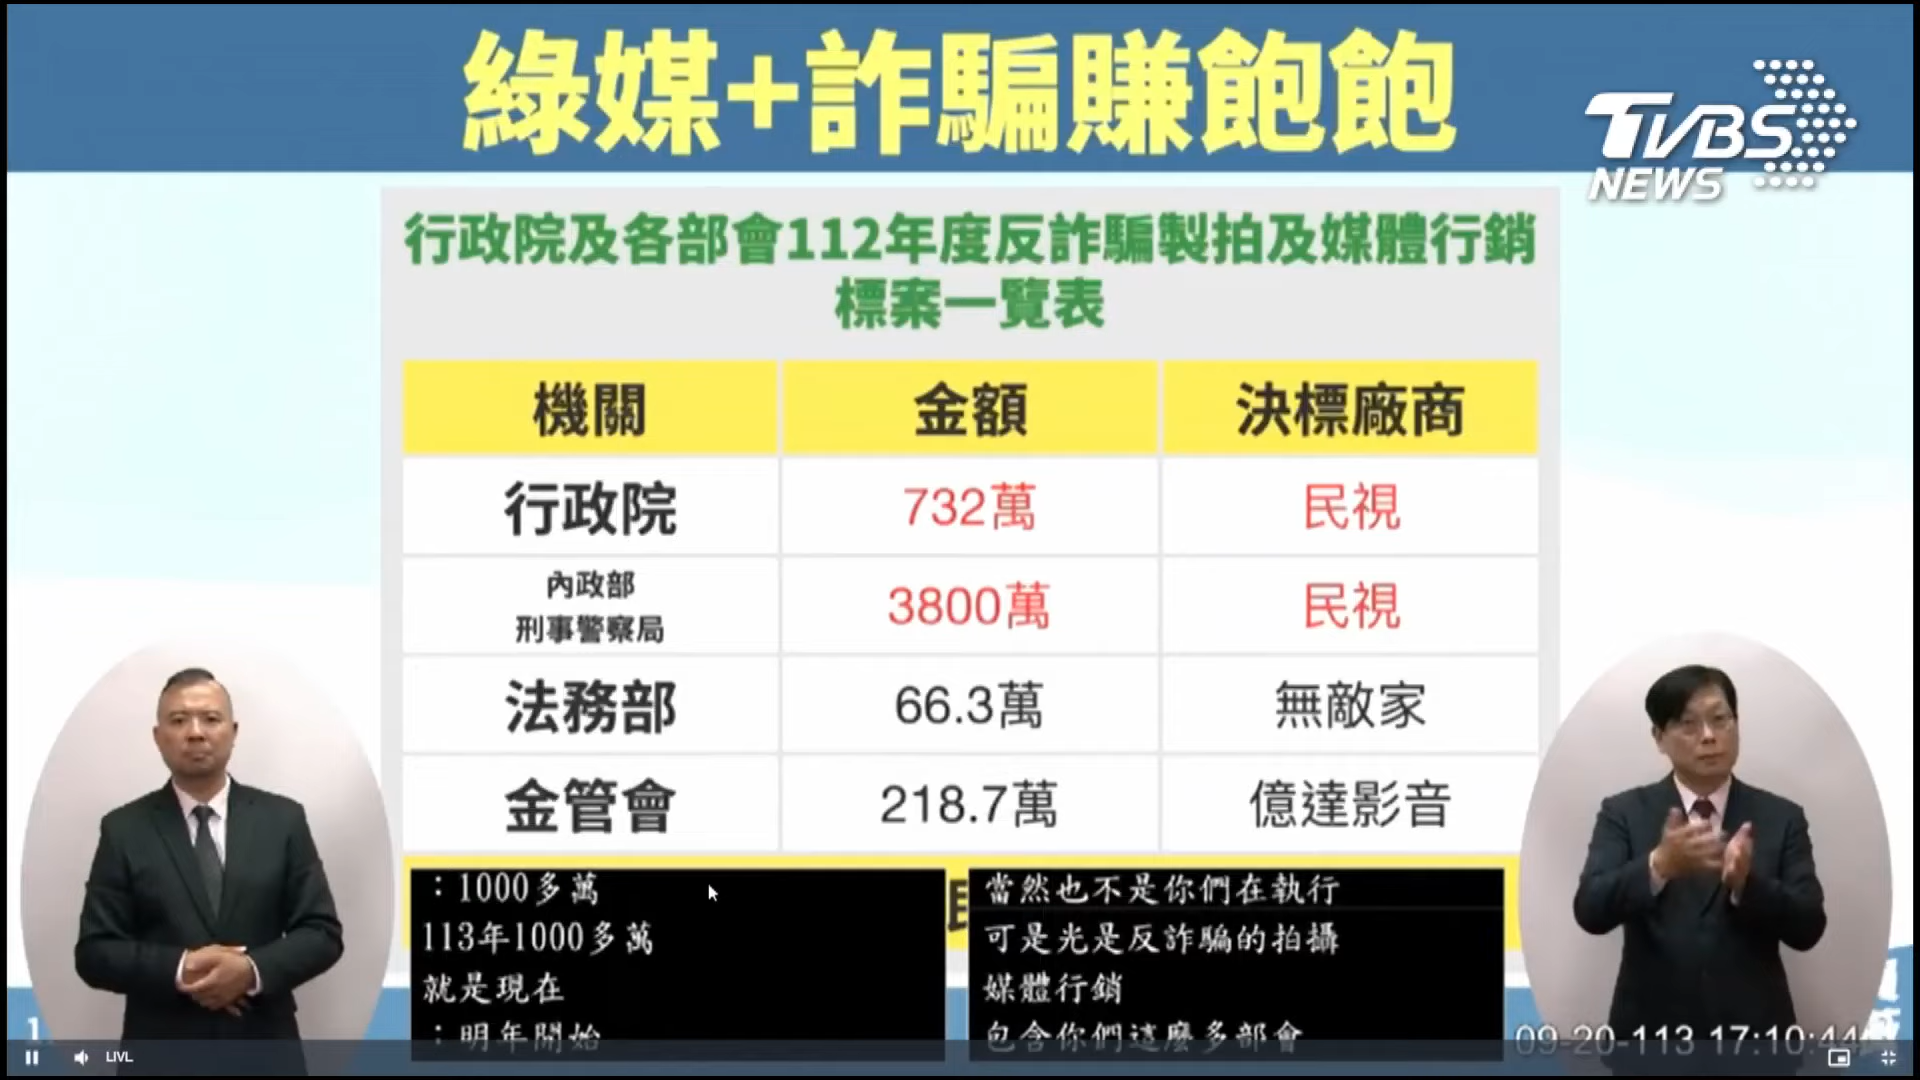 綠媒+詐騙賺飽飽
TVBS
NEWS
行政院及各部會112年度反詐騙製拍及媒體行銷
標案一覽表
機關 金額 決標廠商
行政院 732萬 民視
內政部
刑事警察局 3800萬 民視
法務部 66.3萬 無敵家
金管會 218.7萬 億達影音
：1000多萬
113年1000多萬
就是現在
：明年開始
當然也不是你們在執行
可是光是反詐騙的拍攝
媒體行銷
包含你們這麼多部會
09-20-113 17:10:44
LIVL